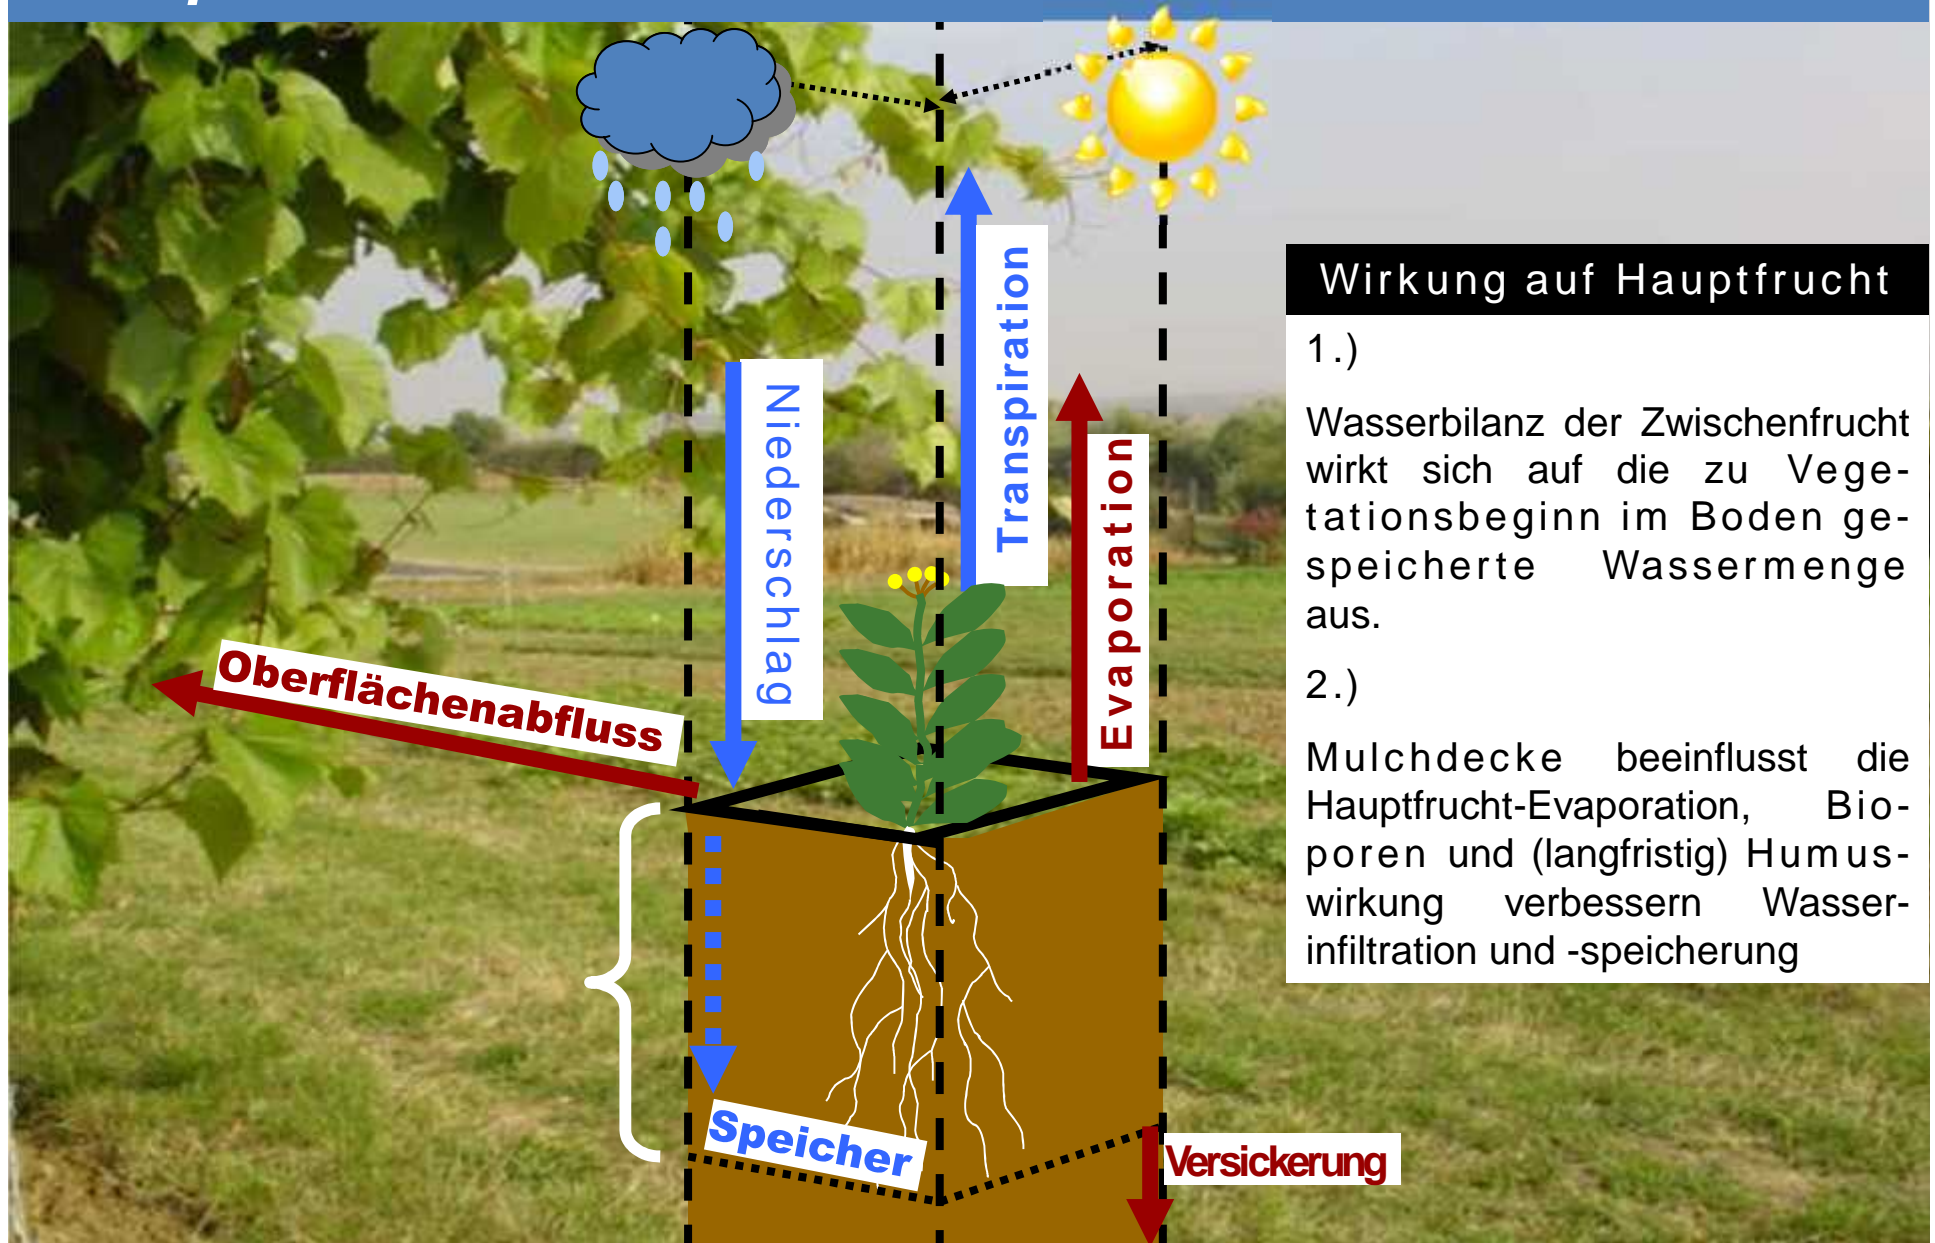 Niederschlag
Transpiration
Evaporation
Oberflächenabfluss
Speicher
Versickerung
Wirkung auf Hauptfrucht
1.)
Wasserbilanz der Zwischenfrucht
wirkt sich auf die zu Vege-
tationsbeginn im Boden ge-
speicherte Wassermenge
aus.
2.)
Mulchdecke beeinflusst die
Hauptfrucht-Evaporation, Bio-
poren und (langfristig) Humus-
wirkung verbessern Wasser-
infiltration und -speicherung